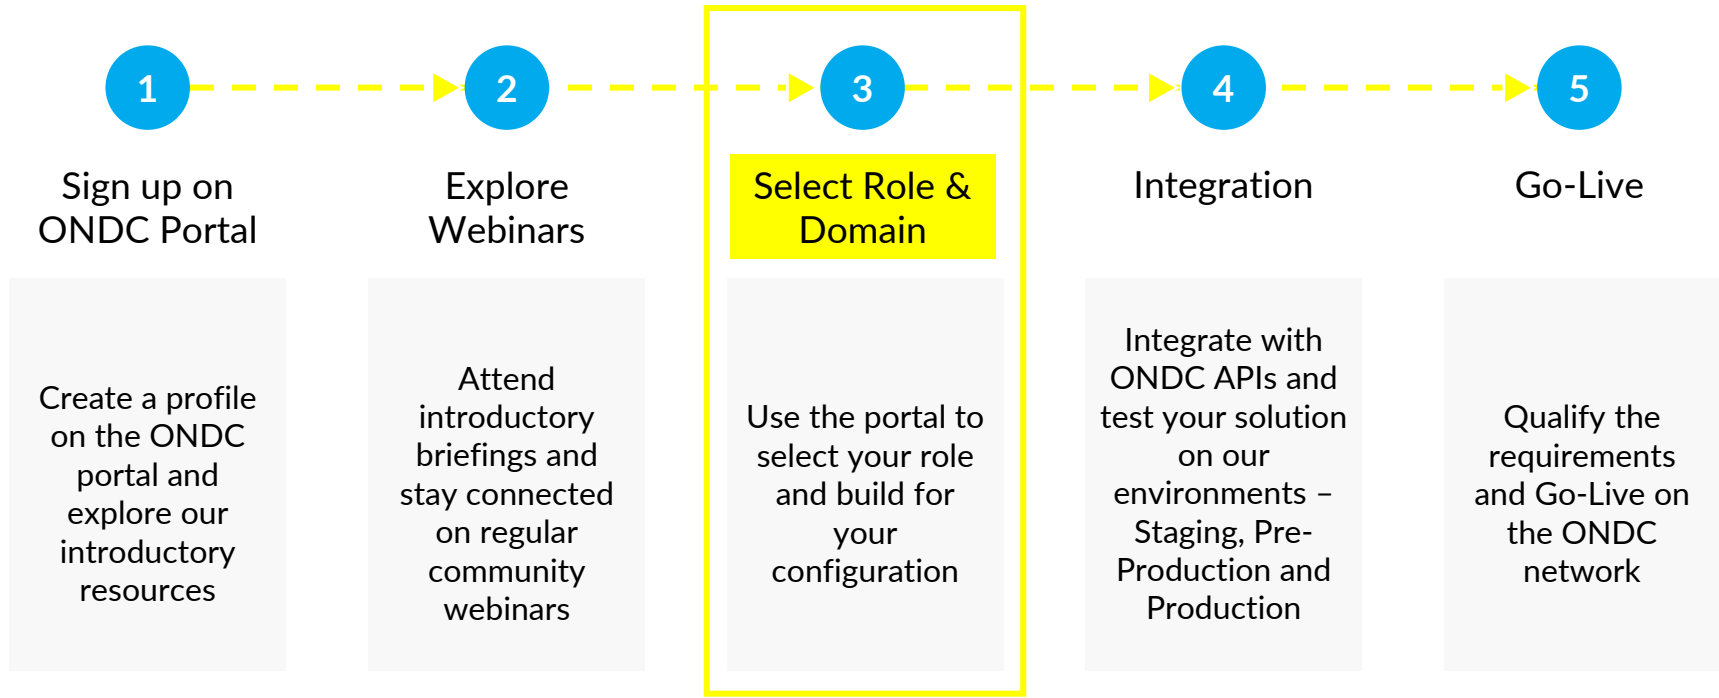 1
2
3
4
5
Sign up on
ONDC Portal
Explore
Webinars
Select Role &
Domain
Integration
Go-Live
Create a profile
on the ONDC
portal and
explore our
introductory
resources
Attend
introductory
briefings and
stay connected
on regular
community
webinars
Use the portal to
select your role
and build for
your
configuration
Integrate with
ONDC APIs and
test your solution
on our
environments –
Staging, Pre-
Production and
Production
Qualify the
requirements
and Go-Live on
the ONDC
network